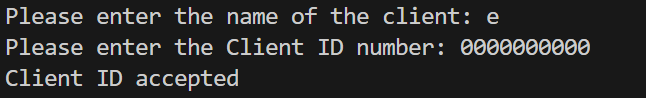 Please enter the name of the client: e
Please enter the Client ID number: 0000000000
Client ID accepted